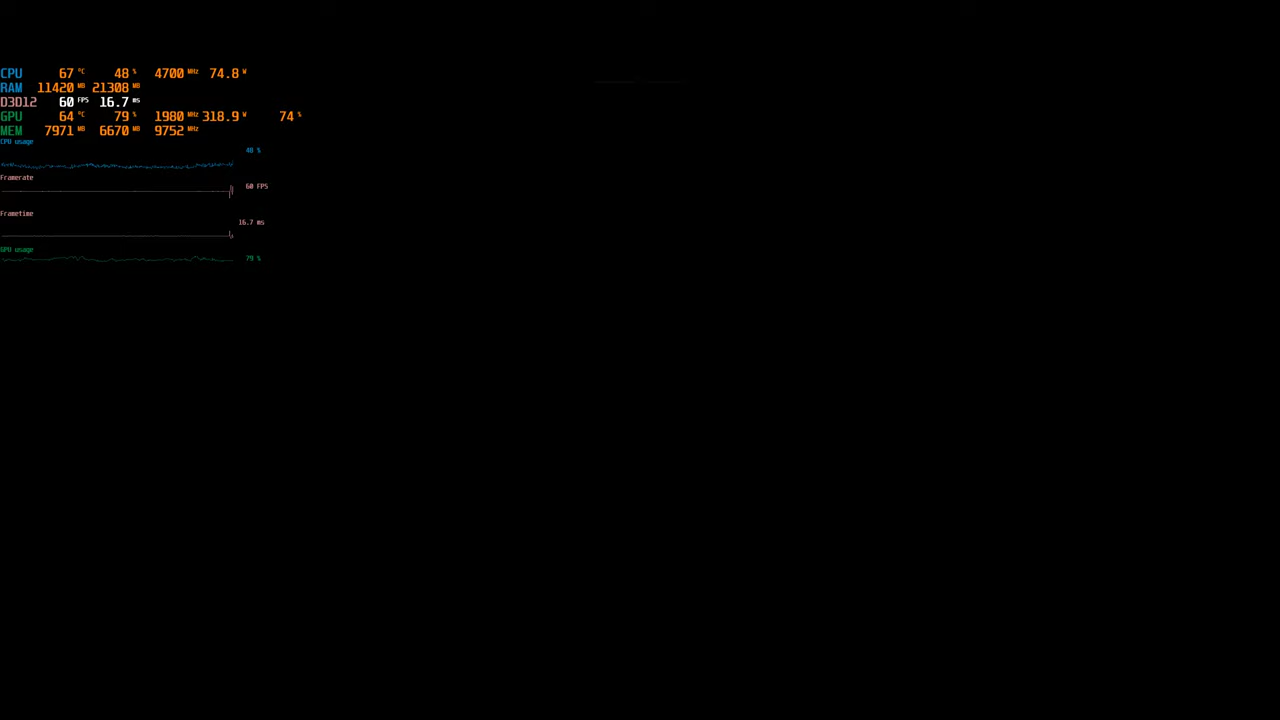 CPU 67 °C 48 % 4700 MHz 74.8 W
RAM 11420 MB 21308 MB
D3D12 60 FPS 16.7 ms
GPU 64 °C 79 % 1980 MHz 318.9 W 74 %
MEM 7971 MB 6670 MB 9752 MHz
CPU usage
48 %
Framerate
60 FPS
Frametime
16.7 ms
GPU usage
79 %